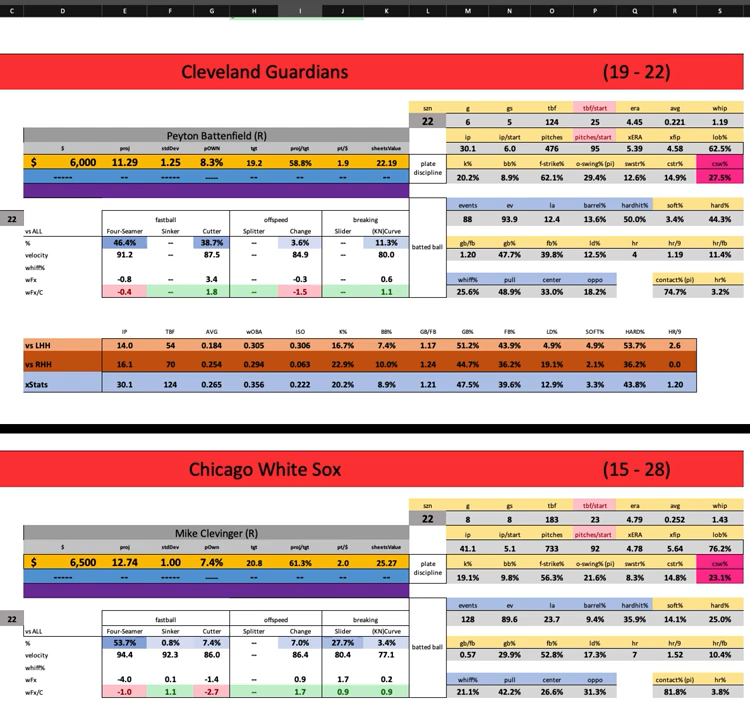 C D E F G H I J K L M N O P Q R S
Cleveland Guardians (19 - 22)
szn g gs tbf tbf/start era avg whip
22 6 5 124 25 4.45 0.221 1.19
Peyton Battenfield (R) ip ip/start pitches pitches/start xERA xfip lob%
$ proj stdDev pOWN tgt proj/tgt pt/$ sheetsValue 30.1 6.0 476 95 5.39 4.58 62.5%
$ 6,000 11.29 1.25 8.3% 19.2 58.8% 1.9 22.19 plate discipline k% bb% f-strike% o-swing% (pi) swstr% cstr% csw%
----- -- ----- ----- -- -- -- -- 20.2% 8.9% 62.1% 29.4% 12.6% 14.9% 27.5%
events ev la barrel% hardhit% soft% hard%
22 fastball offspeed breaking 88 93.9 12.4 13.6% 50.0% 3.4% 44.3%
vs ALL Four-Seamer Sinker Cutter Splitter Change Slider (KN)Curve
% 46.4% -- 38.7% -- 3.6% -- 11.3% batted ball gb/fb gb% fb% ld% hr hr/9 hr/fb
velocity 91.2 -- 87.5 -- 84.9 -- 80.0 1.20 47.7% 39.8% 12.5% 4 1.19 11.4%
whiff%
wFx -0.8 -- 3.4 -- -0.3 -- 0.6 whiff% pull center oppo contact% (pi) hr%
wFx/C -0.4 -- 1.8 -- -1.5 -- 1.1 25.6% 48.9% 33.0% 18.2% 74.7% 3.2%
IP TBF AVG wOBA ISO K% BB% GB/FB GB% FB% LD% SOFT% HARD% HR/9
vs LHH 14.0 54 0.184 0.305 0.306 16.7% 7.4% 1.17 51.2% 43.9% 4.9% 4.9% 53.7% 2.6
vs RHH 16.1 70 0.254 0.294 0.063 22.9% 10.0% 1.24 44.7% 36.2% 19.1% 2.1% 36.2% 0.0
xStats 30.1 124 0.265 0.356 0.222 20.2% 8.9% 1.21 47.5% 39.6% 12.9% 3.3% 43.8% 1.20
Chicago White Sox (15 - 28)
szn g gs tbf tbf/start era avg whip
22 8 8 183 23 4.79 0.252 1.43
Mike Clevinger (R) ip ip/start pitches pitches/start xERA xfip lob%
$ proj stdDev pOwn tgt proj/tgt pt/$ sheetsValue 41.1 5.1 733 92 4.78 5.64 76.2%
$ 6,500 12.74 1.00 7.4% 20.8 61.3% 2.0 25.27 plate discipline k% bb% f-strike% o-swing% (pi) swstr% cstr% csw%
----- -- ----- ----- -- -- -- -- 19.1% 9.8% 56.3% 21.6% 8.3% 14.8% 23.1%
events ev la barrel% hardhit% soft% hard%
22 fastball offspeed breaking 128 89.6 23.7 9.4% 35.9% 14.1% 25.0%
vs ALL Four-Seamer Sinker Cutter Splitter Change Slider (KN)Curve
% 53.7% 0.8% 7.4% -- 7.0% 27.7% 3.4% batted ball gb/fb gb% fb% ld% hr hr/9 hr/fb
velocity 94.4 92.3 86.0 -- 86.4 80.4 77.1 0.57 29.9% 52.8% 17.3% 7 1.52 10.4%
whiff%
wFx -4.0 0.1 -1.4 -- 0.9 1.7 0.2 whiff% pull center oppo contact% (pi) hr%
wFx/C -1.0 1.1 -2.7 -- 1.7 0.9 0.9 21.1% 42.2% 26.6% 31.3% 81.8% 3.8%